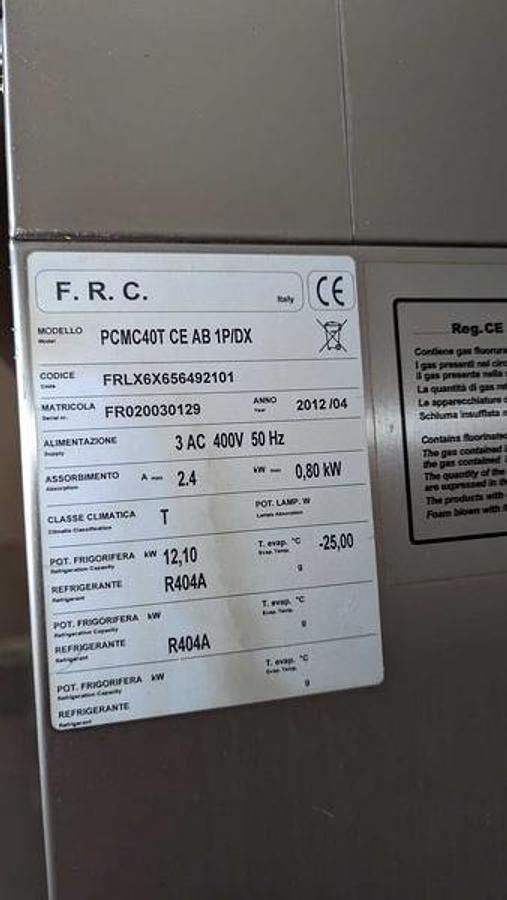 F. R. C.
Italy
CE
MODELLO PCMC40T CE AB 1P/DX
Model
CODICE FRLX6X656492101
Code
MATRICOLA FR020030129 ANNO 2012 /04
Serial nr. Year
ALIMENTAZIONE 3 AC 400V 50 Hz
Supply
ASSORBIMENTO A max 2.4 kW max 0,80 kW
Absorption
CLASSE CLIMATICA T POT. LAMP. W
Climatic Classification Lamps Absorption
POT. FRIGORIFERA kW 12,10 T. evap. °C -25,00
Refrigeration Capacity Evap. Temp.
REFRIGERANTE R404A g
Refrigerant
POT. FRIGORIFERA kW T. evap. °C
Refrigeration Capacity Evap. Temp.
REFRIGERANTE R404A g
Refrigerant
POT. FRIGORIFERA kW T. evap. °C
Refrigeration Capacity Evap. Temp.
REFRIGERANTE g
Refrigerant
Reg.CE
Contiene gas fluorura
I gas presenti nel circ
il gas presente nella
La quantità di gas ref
Le apparecchiature
Schiuma insufflata
Contains fluorinated
The gas contained
the gas contained
The quantity of the
are expressed in the
The products with
Foam blown with